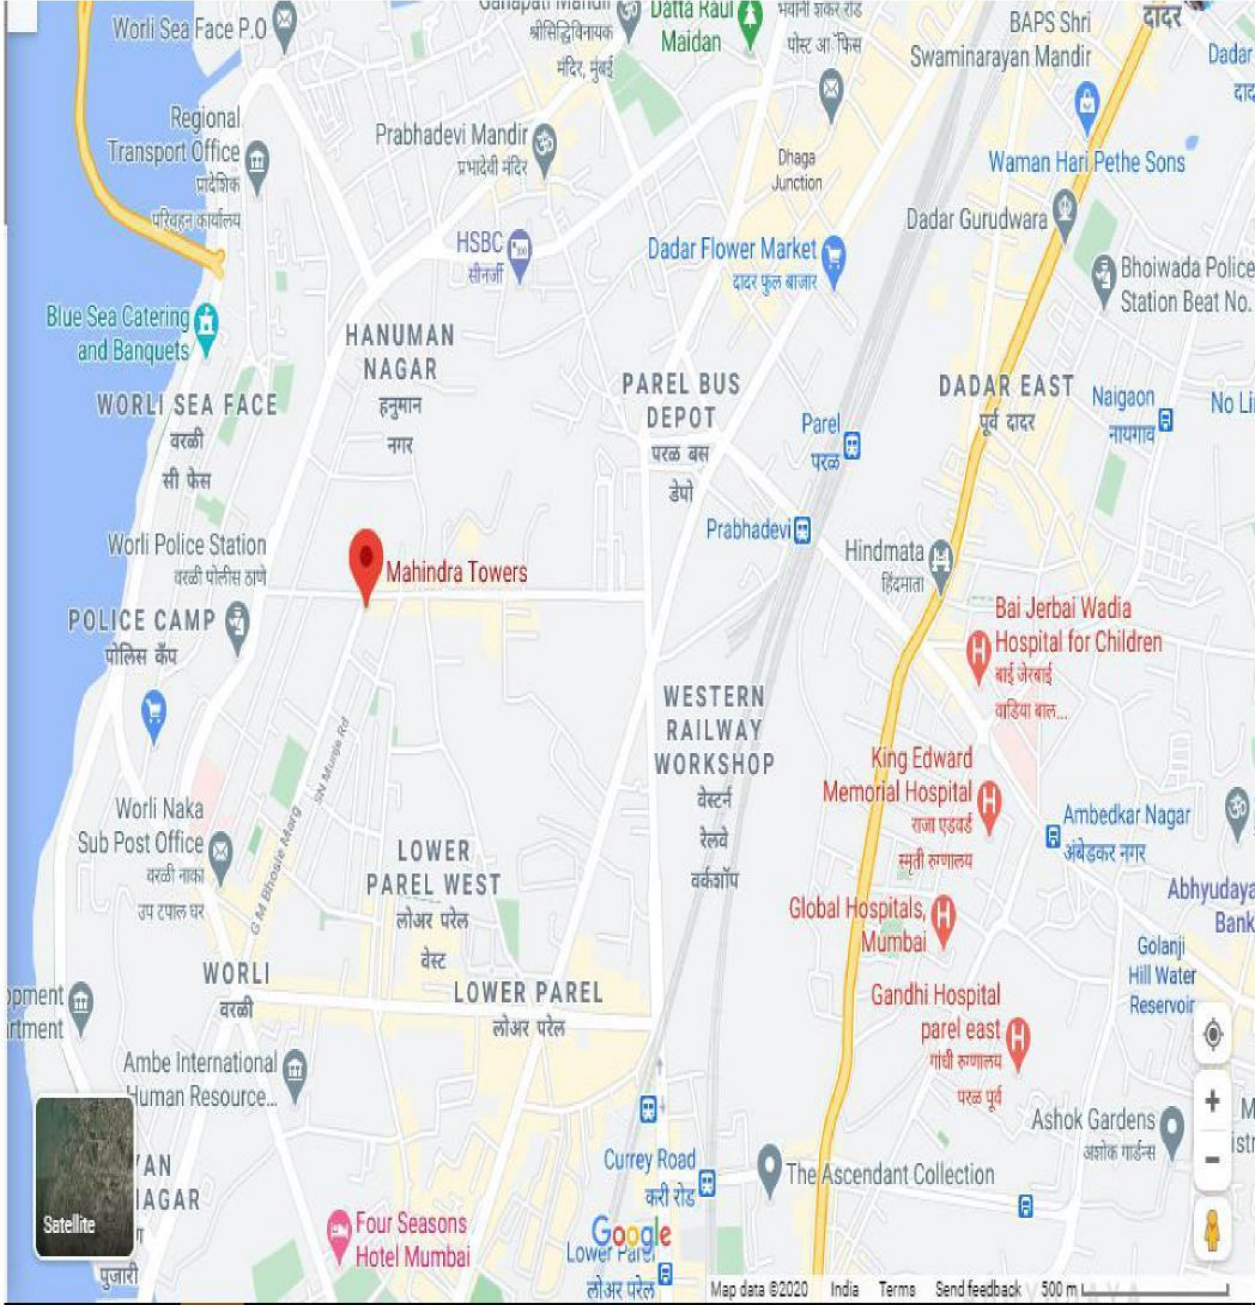 Worli Sea Face P.O
Ganapati Mandir
श्रीसिद्धिविनायक
मंदिर, मुंबई
Datta Raul
Maidan
भवानी शंकर रोड
पोस्ट ऑफिस
BAPS Shri
Swaminarayan Mandir
दादर
Dadar
Regional
Transport Office
प्रादेशिक
परिवहन कार्यालय
Prabhadevi Mandir
प्रभादेवी मंदिर
Dhaga
Junction
Waman Hari Pethe Sons
Dadar Gurudwara
HSBC
Dadar Flower Market
दादर फुल बाजार
Bhoiwada Police
Station Beat No.
Blue Sea Catering
and Banquets
HANUMAN
NAGAR
हनुमान
नगर
WORLI SEA FACE
वरळी
सी फेस
PAREL BUS
DEPOT
परळ बस
डेपो
Parel
परळ
DADAR EAST
पूर्व दादर
Naigaon
नायगाव
Prabhadevi
Hindmata
हिंदमाता
Worli Police Station
वरळी पोलीस ठाणे
Mahindra Towers
POLICE CAMP
पोलिस कॅंप
Bai Jerbai Wadia
Hospital for Children
बाई जेरबाई
वाडिया बाल...
WESTERN
RAILWAY
WORKSHOP
वेस्टर्न
रेलवे
वर्कशॉप
King Edward
Memorial Hospital
राजा एडवर्ड
स्मृती रुग्णालय
SN Murge Rd
G M Bhosle Marg
Worli Naka
Sub Post Office
वरळी नाका
उप टपाल घर
Ambedkar Nagar
अंबेडकर नगर
LOWER
PAREL WEST
लोअर परेल
वेस्ट
Global Hospitals,
Mumbai
Abhyudaya
Bank
Golanji
Hill Water
Reservoir
WORLI
वरळी
LOWER PAREL
लोअर परेल
Gandhi Hospital
parel east
गांधी रुग्णालय
परळ पूर्व
Ambe International
Human Resource...
Ashok Gardens
अशोक गार्डन्स
Currey Road
करी रोड
The Ascendant Collection
Satellite
Four Seasons
Hotel Mumbai
Google
Lower Parel
लोअर परेल
पुजारी
Map data ©2020 India Terms Send feedback 500 m